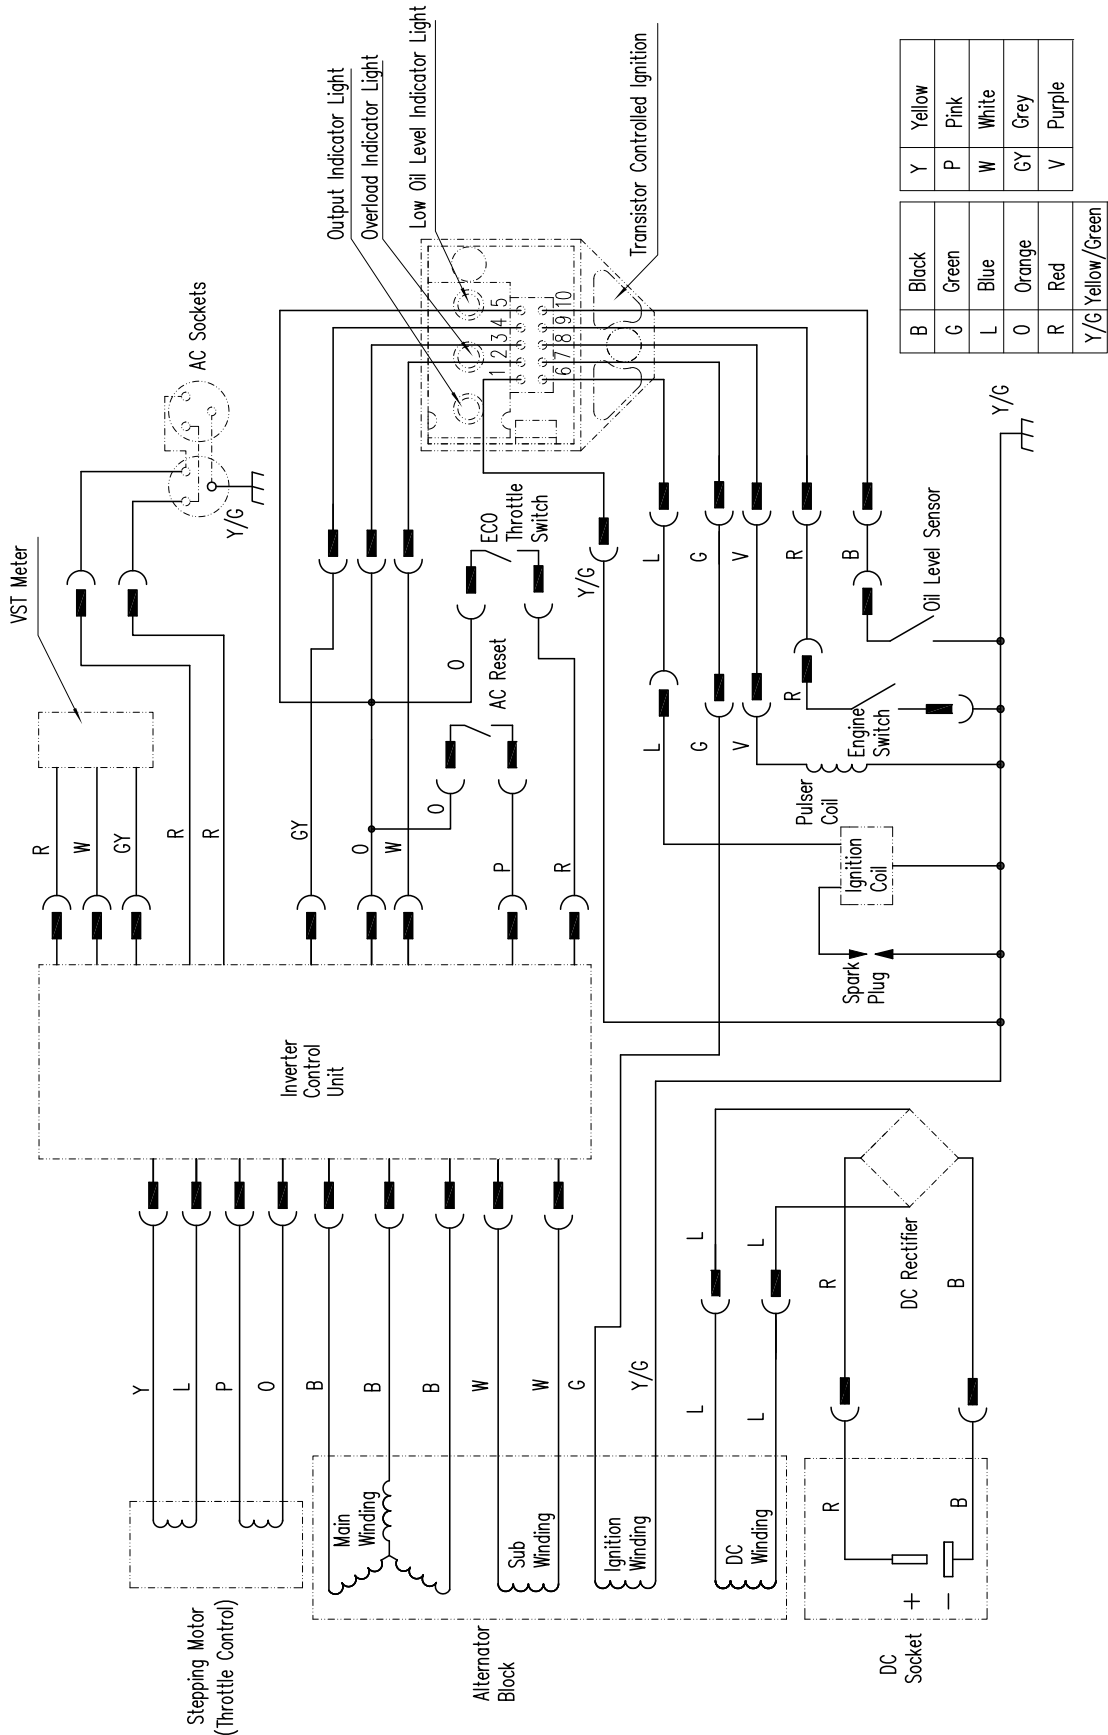 Stepping Motor
(Throttle Control)
Alternator
Block
DC
Socket
+
−
Main
Winding
Sub
Winding
Ignition
Winding
DC
Winding
Y
L
P
O
B
B
B
W
W
G
Y/G
L
L
L
L
R
B
R
B
DC Rectifier
Inverter
Control
Unit
R
W
GY
R
R
VST Meter
GY
O
W
P
R
O
AC Reset
O
ECO
Throttle
Switch
Y/G
AC Sockets
Y/G
Output Indicator Light
Overload Indicator Light
Low Oil Level Indicator Light
Transistor Controlled Ignition
1 2 3 4 5
6 7 8 9 10
L
G
V
R
B
L
G
V
R
Spark
Plug
Ignition
Coil
Pulser
Coil
Engine
Switch
Oil Level Sensor
Y/G
B Black
G Green
L Blue
O Orange
R Red
Y/G Yellow/Green
Y Yellow
P Pink
W White
GY Grey
V Purple